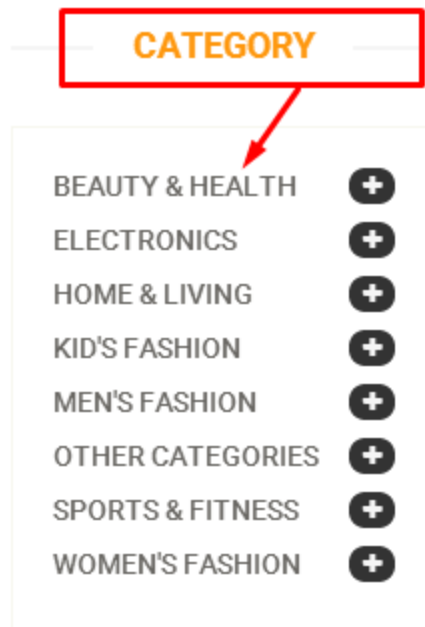 CATEGORY
BEAUTY & HEALTH
ELECTRONICS
HOME & LIVING
KID'S FASHION
MEN'S FASHION
OTHER CATEGORIES
SPORTS & FITNESS
WOMEN'S FASHION